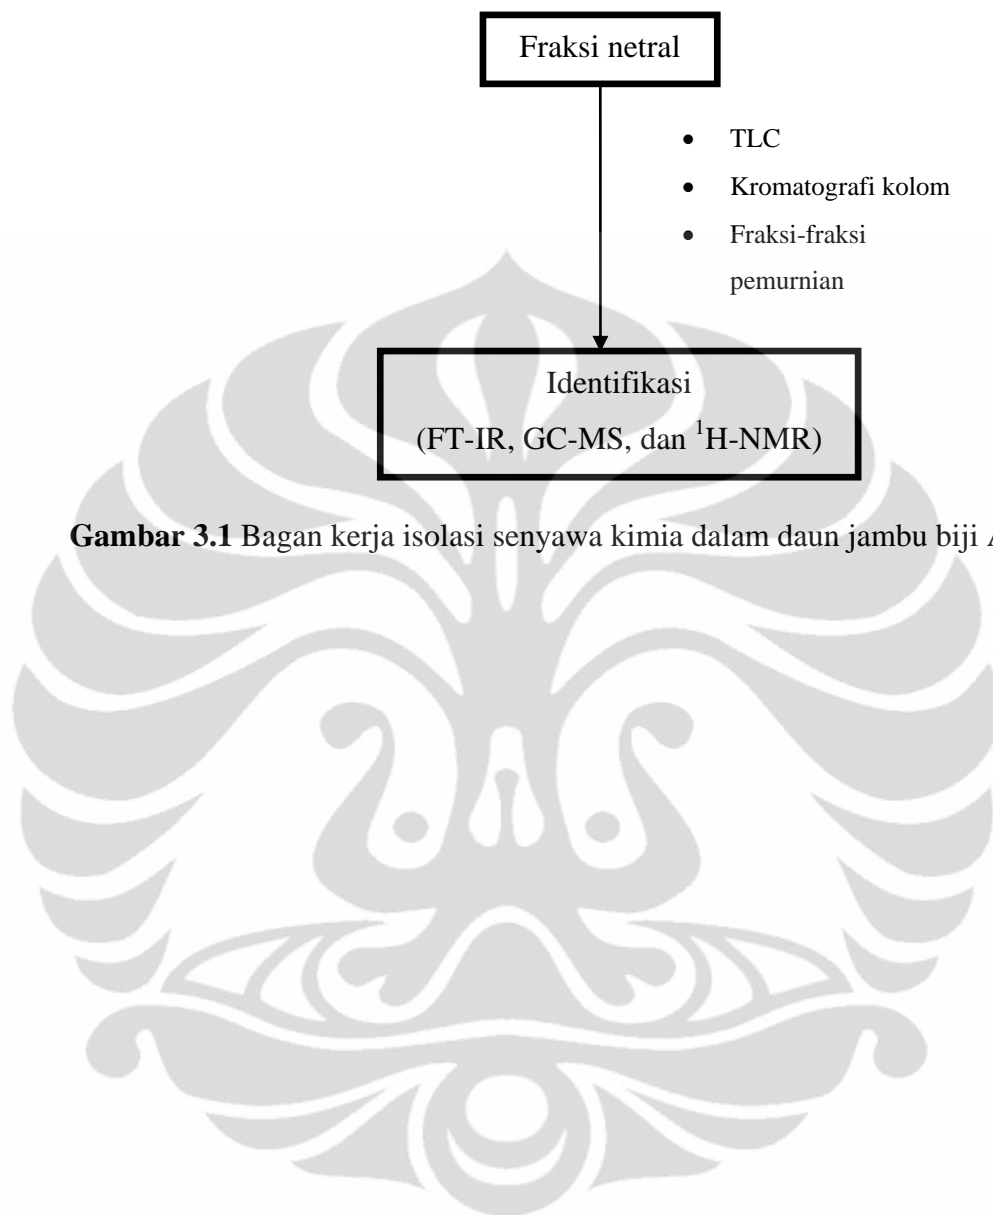 Fraksi netral
• TLC
• Kromatografi kolom
• Fraksi-fraksi
pemurnian
Identifikasi
(FT-IR, GC-MS, dan ¹H-NMR)
Gambar 3.1 Bagan kerja isolasi senyawa kimia dalam daun jambu biji